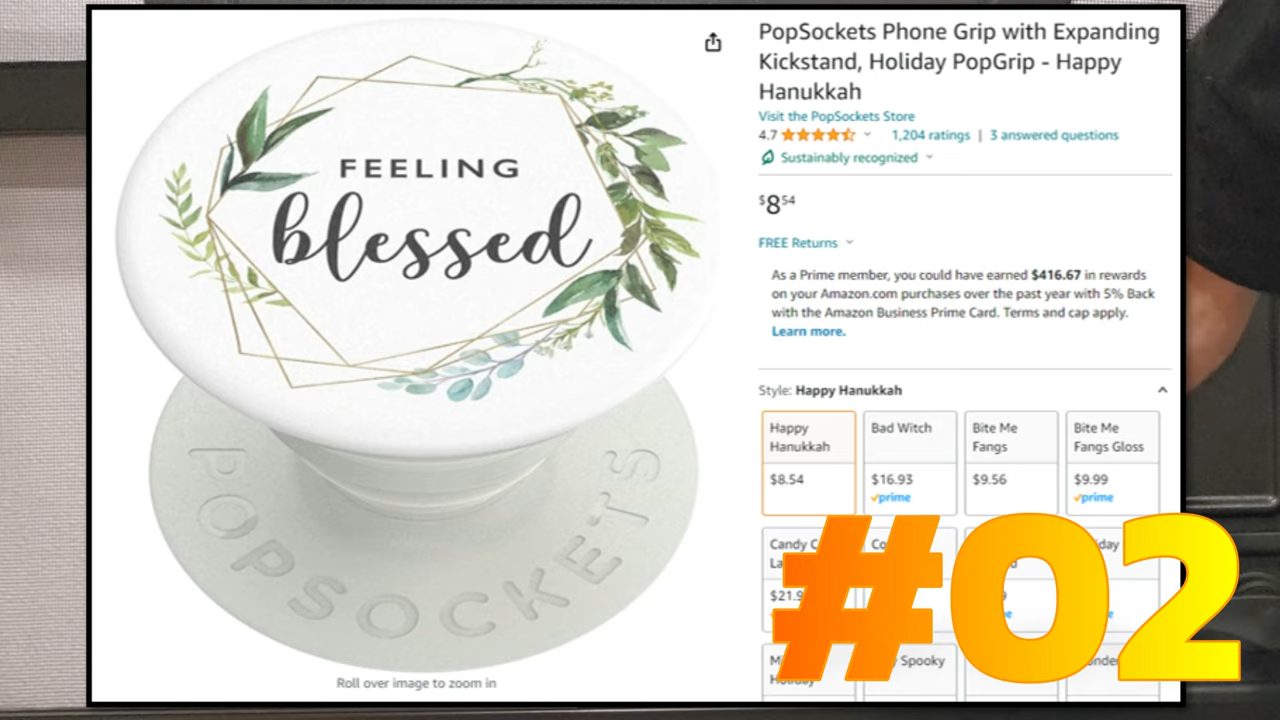 FEELING
blessed
POPSOCKETS
Roll over image to zoom in
PopSockets Phone Grip with Expanding
Kickstand, Holiday PopGrip - Happy
Hanukkah
Visit the PopSockets Store
4.7
1,204 ratings | 3 answered questions
Sustainably recognized
$8 54
FREE Returns
As a Prime member, you could have earned $416.67 in rewards
on your Amazon.com purchases over the past year with 5% Back
with the Amazon Business Prime Card. Terms and cap apply.
Learn more.
Style: Happy Hanukkah
Happy
Hanukkah
$8.54
Bad Witch
$16.93
prime
Bite Me
Fangs
$9.56
Bite Me
Fangs Gloss
$9.99
prime
Candy
Spooky
#02